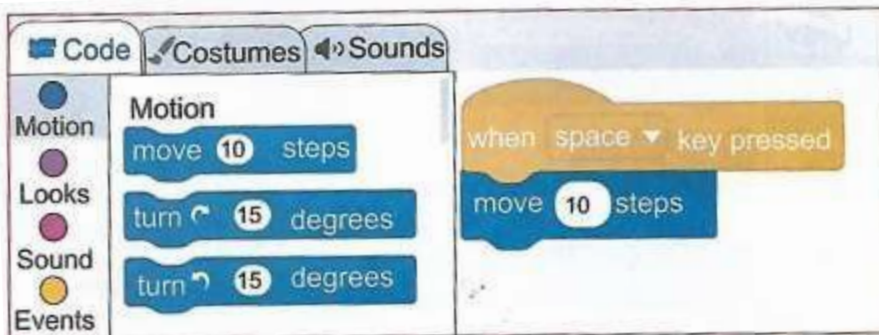 Code Costumes Sounds
Motion
Looks
Sound
Events
Motion
move 10 steps
turn 15 degrees
turn 15 degrees
when space key pressed
move 10 steps